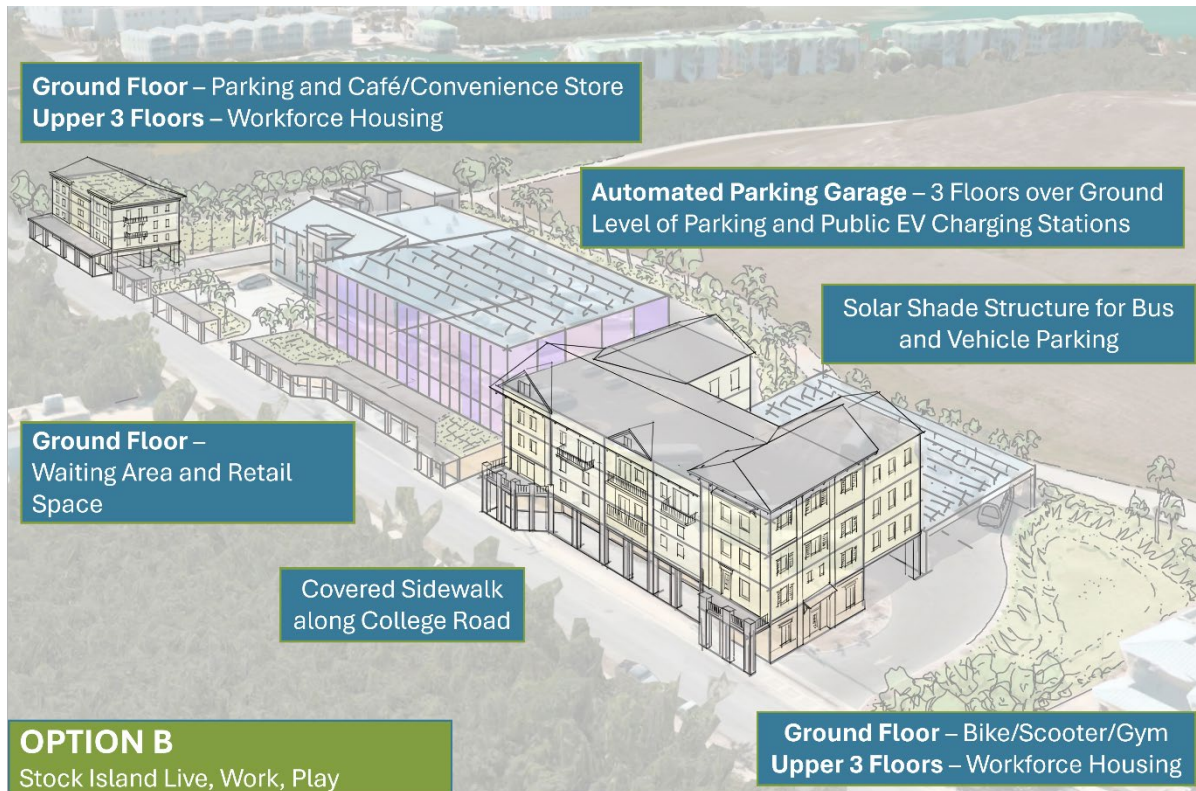 Ground Floor – Parking and Café/Convenience Store
Upper 3 Floors – Workforce Housing
Automated Parking Garage – 3 Floors over Ground
Level of Parking and Public EV Charging Stations
Solar Shade Structure for Bus
and Vehicle Parking
Ground Floor –
Waiting Area and Retail
Space
Covered Sidewalk
along College Road
Ground Floor – Bike/Scooter/Gym
Upper 3 Floors – Workforce Housing
OPTION B
Stock Island Live, Work, Play